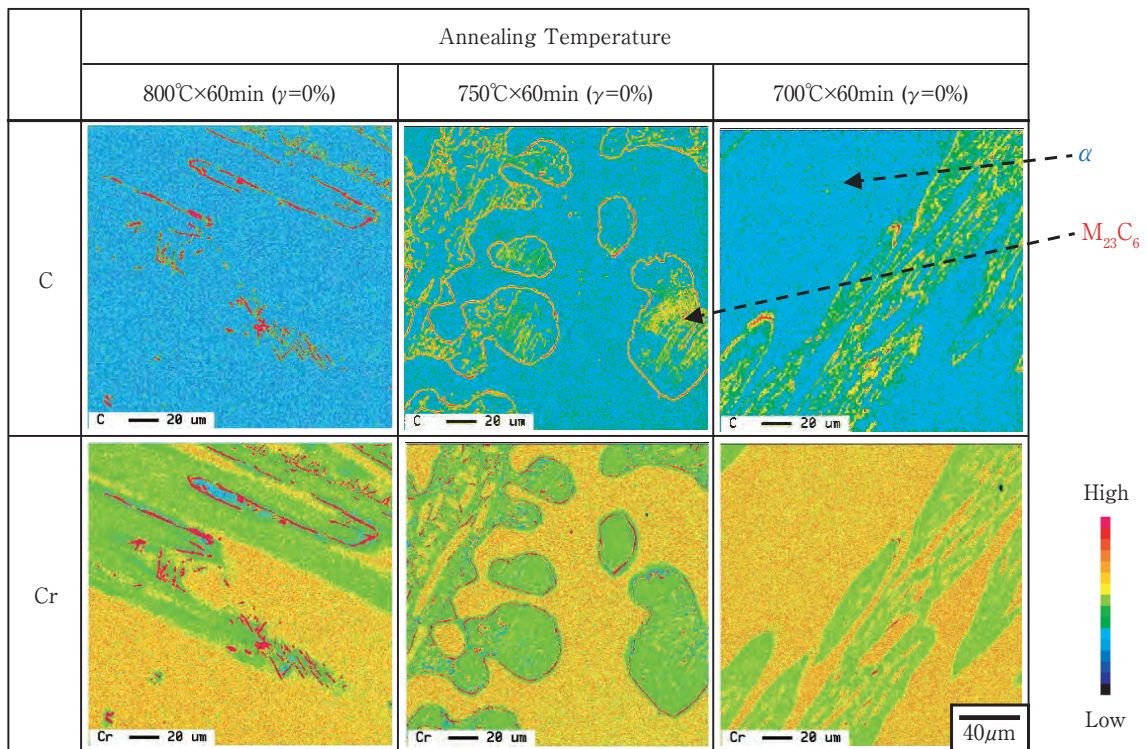 Annealing Temperature
800℃×60min (γ=0%)
750℃×60min (γ=0%)
700℃×60min (γ=0%)
C
C 20 um
C 20 um
C 20 um
α
M₂₃C₆
Cr
Cr 20 um
Cr 20 um
Cr 20 um
40μm
High
Low